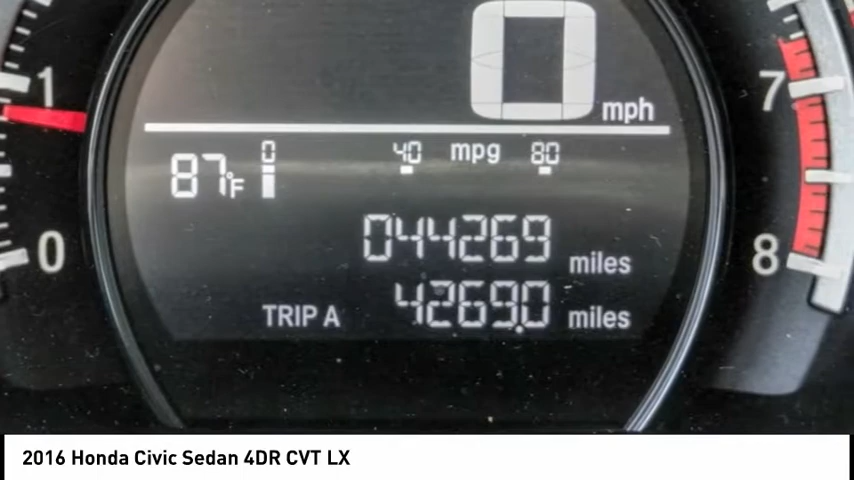 0 mph
1 7
87°F 0 40 mpg 80
044269 miles
0 8
TRIP A 4269.0 miles
2016 Honda Civic Sedan 4DR CVT LX